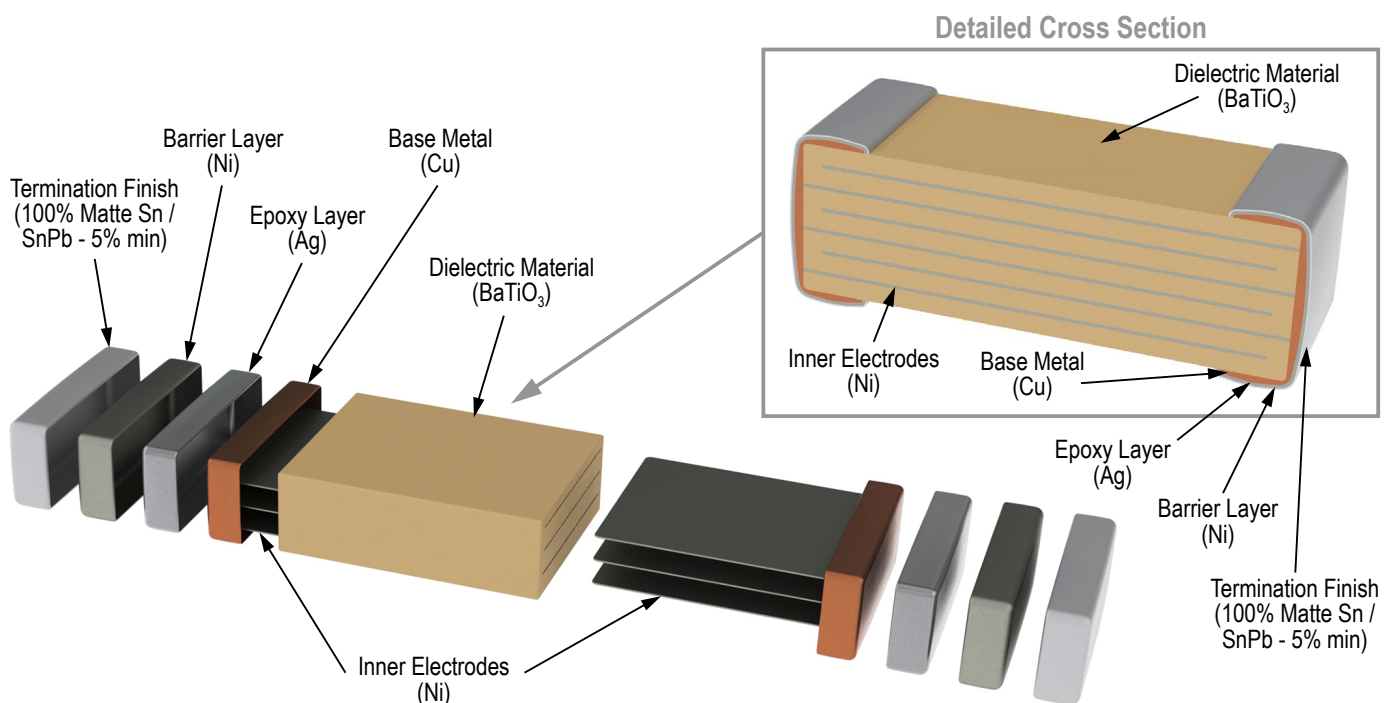 Detailed Cross Section
Dielectric Material
(BaTiO₃)
Inner Electrodes
(Ni)
Base Metal
(Cu)
Epoxy Layer
(Ag)
Barrier Layer
(Ni)
Termination Finish
(100% Matte Sn /
SnPb - 5% min)
Termination Finish
(100% Matte Sn /
SnPb - 5% min)
Barrier Layer
(Ni)
Epoxy Layer
(Ag)
Base Metal
(Cu)
Dielectric Material
(BaTiO₃)
Inner Electrodes
(Ni)